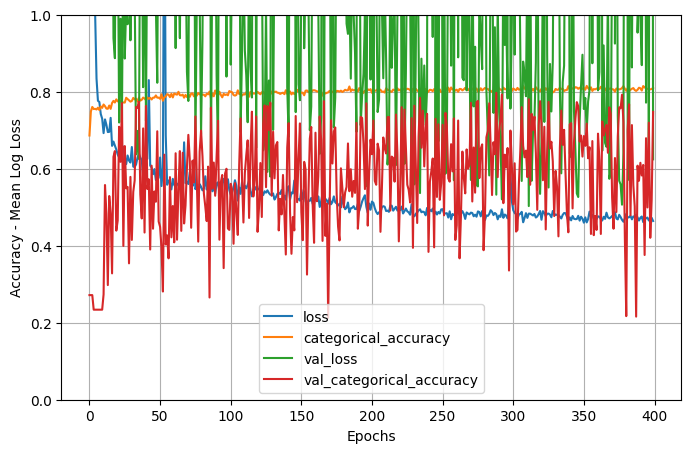 Accuracy - Mean Log Loss
1.0
0.8
0.6
0.4
0.2
0.0
loss
categorical_accuracy
val_loss
val_categorical_accuracy
0 50 100 150 200 250 300 350 400
Epochs